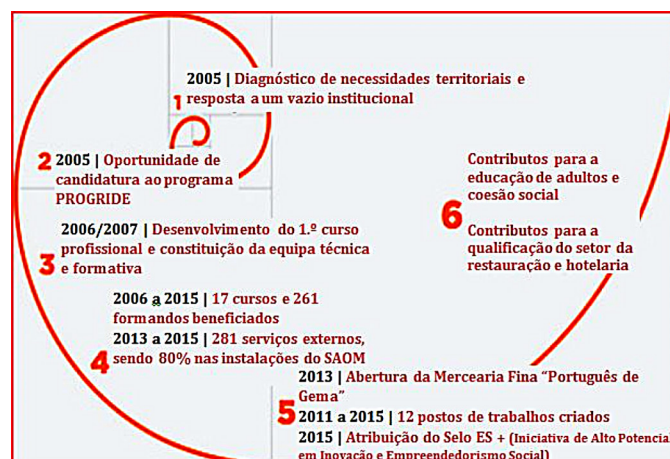 1
2005 | Diagnóstico de necessidades territoriais e
resposta a um vazio institucional
2
2005 | Oportunidade de
candidatura ao programa
PROGRIDE
3
2006/2007 | Desenvolvimento do 1.º curso
profissional e constituição da equipa técnica
e formativa
4
2006 a 2015 | 17 cursos e 261
formandos beneficiados
2013 a 2015 | 281 serviços externos,
sendo 80% nas instalações do SAOM
5
2013 | Abertura da Mercearia Fina “Português de
Gema”
2011 a 2015 | 12 postos de trabalhos criados
2015 | Atribuição do Selo ES + (Iniciativa de Alto Potencial
em Inovação e Empreendedorismo Social)
6
Contributos para a
educação de adultos e
coesão social
Contributos para a
qualificação do setor da
restauração e hotelaria